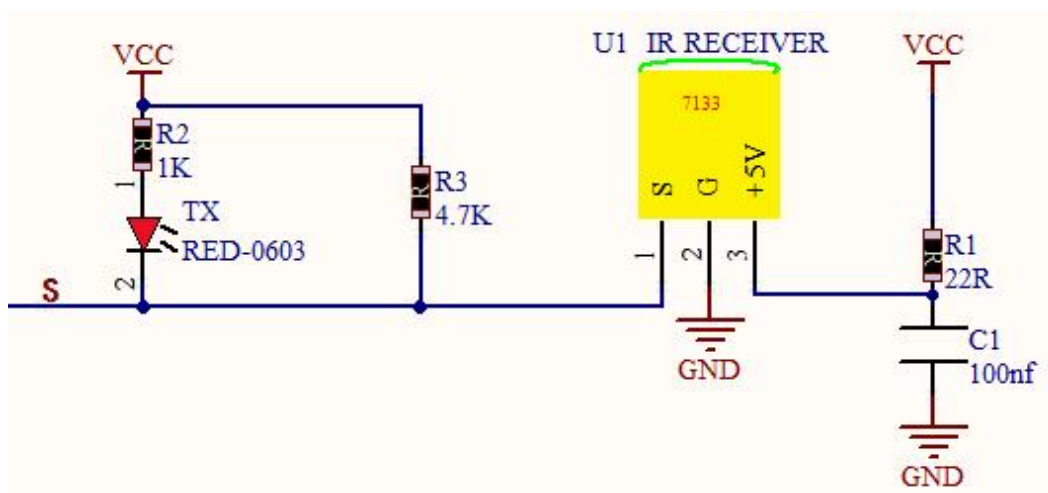 VCC
R2
1K
1
TX
RED-0603
2
R
R3
4.7K
R
S
U1 IR RECEIVER
7133
S
G
+5V
1
2
3
GND
VCC
R1
22R
R
C1
100nf
GND